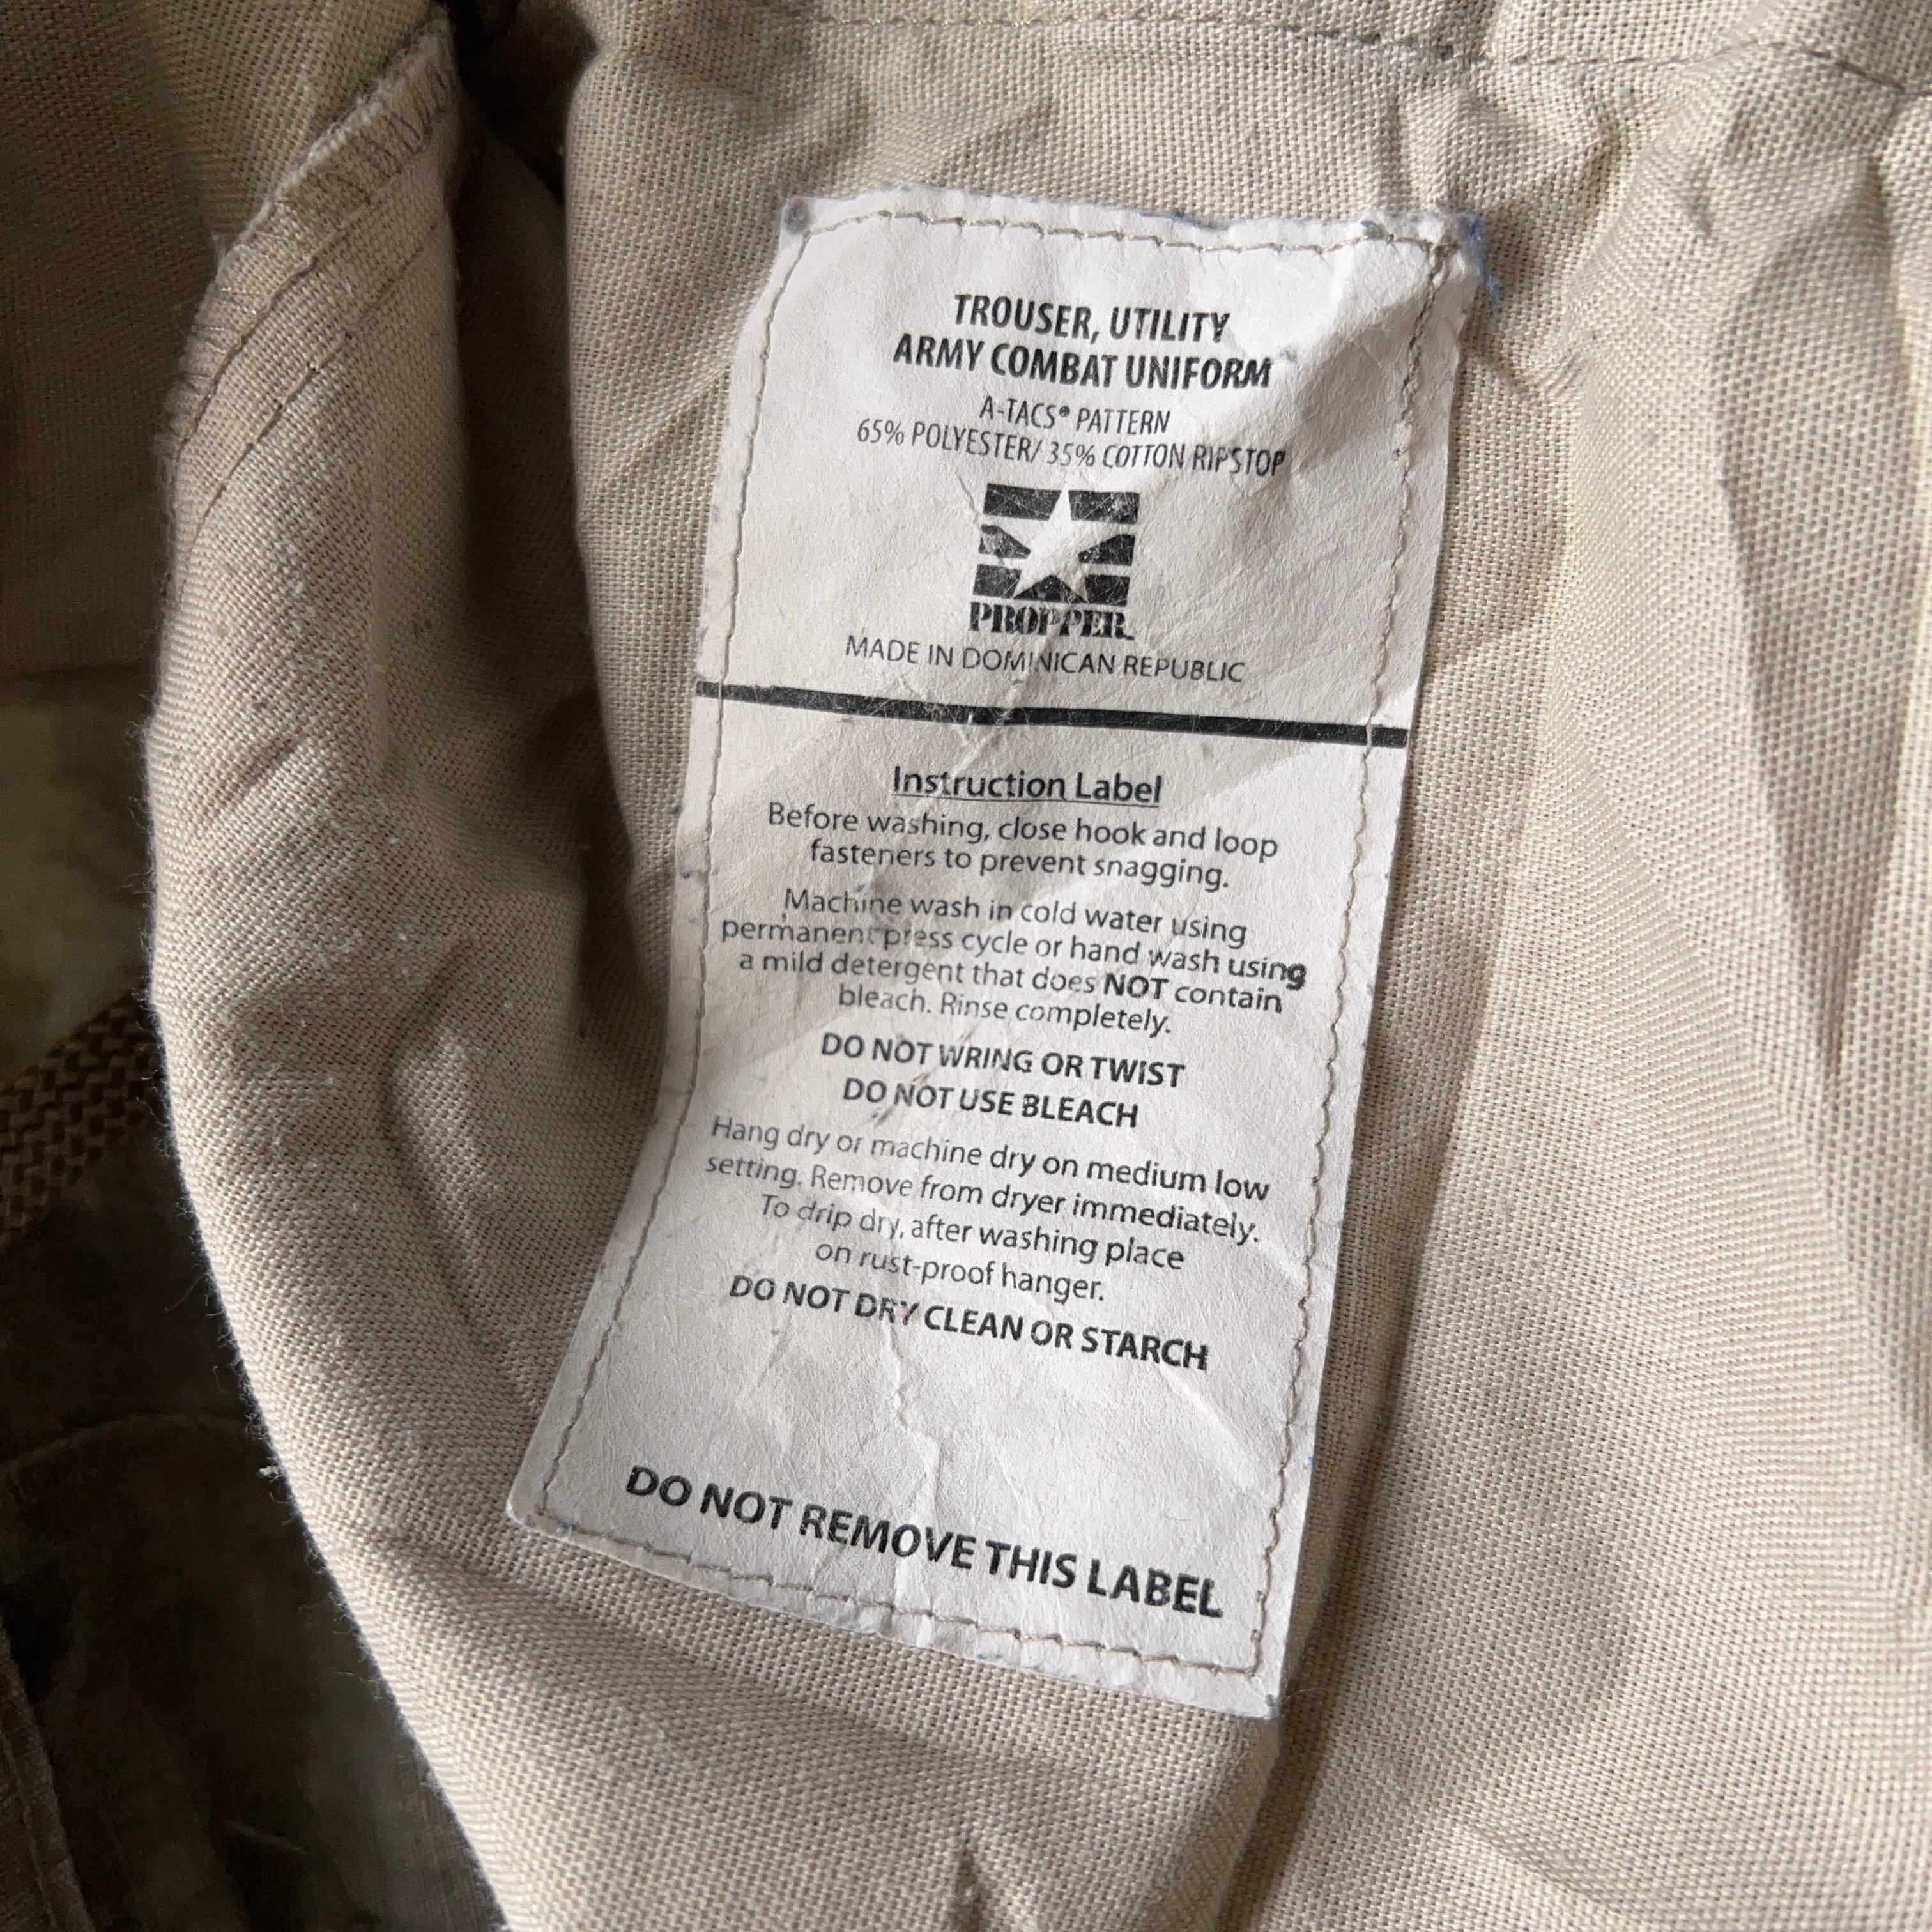 TROUSER, UTILITY
ARMY COMBAT UNIFORM
A-TACS® PATTERN
65% POLYESTER/ 35% COTTON RIPSTOP
PROPPER
MADE IN DOMINICAN REPUBLIC
Instruction Label
Before washing, close hook and loop
fasteners to prevent snagging.
Machine wash in cold water using
permanent press cycle or hand wash using
a mild detergent that does NOT contain
bleach. Rinse completely.
DO NOT WRING OR TWIST
DO NOT USE BLEACH
Hang dry or machine dry on medium low
setting. Remove from dryer immediately.
To drip dry, after washing place
on rust-proof hanger.
DO NOT DRY CLEAN OR STARCH
DO NOT REMOVE THIS LABEL